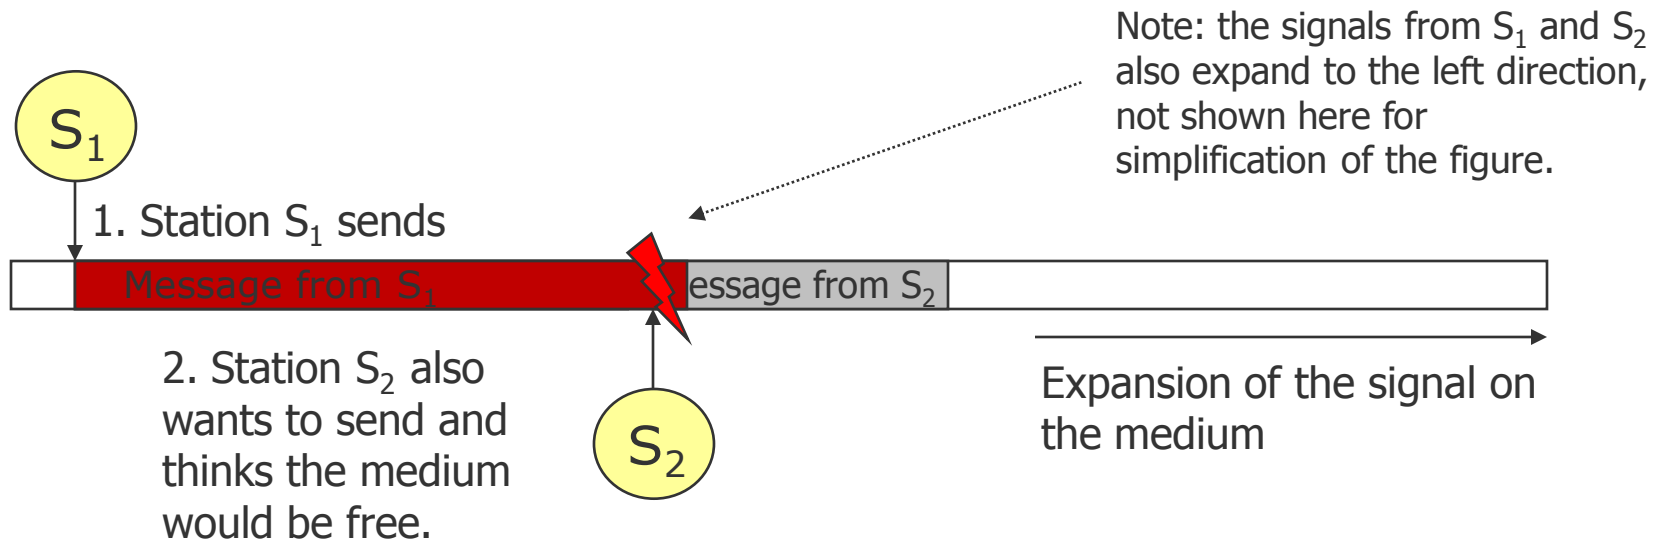 Note: the signals from S₁ and S₂
also expand to the left direction,
not shown here for
simplification of the figure.
S₁
1. Station S₁ sends
Message from S₁
essage from S₂
2. Station S₂ also
wants to send and
thinks the medium
would be free.
S₂
Expansion of the signal on
the medium